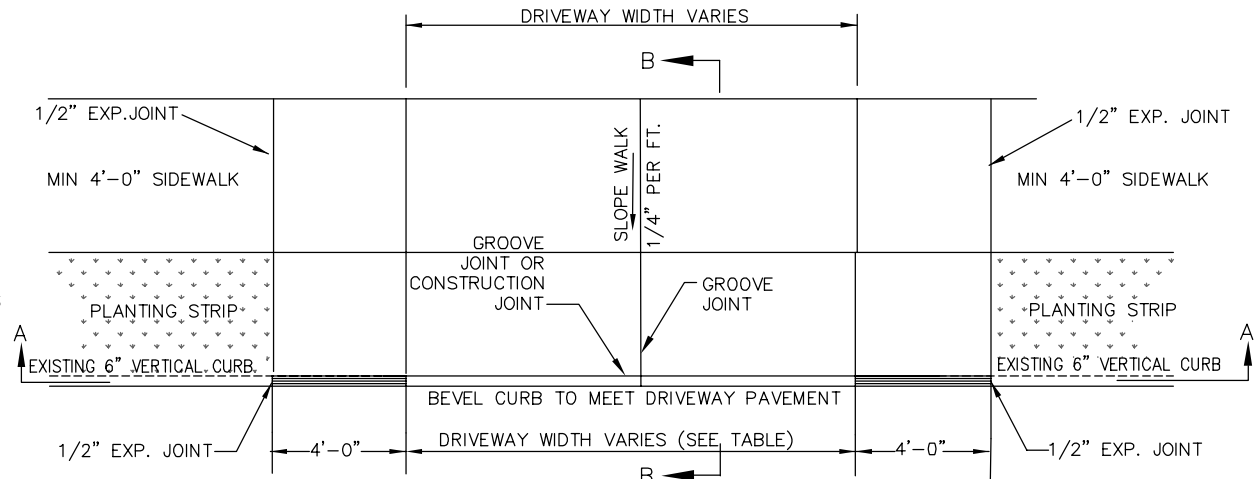 DRIVEWAY WIDTH VARIES
B
1/2" EXP.JOINT
1/2" EXP. JOINT
MIN 4'-0" SIDEWALK
SLOPE WALK
1/4" PER FT.
MIN 4'-0" SIDEWALK
GROOVE
JOINT OR
CONSTRUCTION
JOINT
GROOVE
JOINT
PLANTING STRIP
PLANTING STRIP
A
A
EXISTING 6" VERTICAL CURB
EXISTING 6" VERTICAL CURB
BEVEL CURB TO MEET DRIVEWAY PAVEMENT
1/2" EXP. JOINT
4'-0"
DRIVEWAY WIDTH VARIES (SEE TABLE)
4'-0"
1/2" EXP. JOINT
B